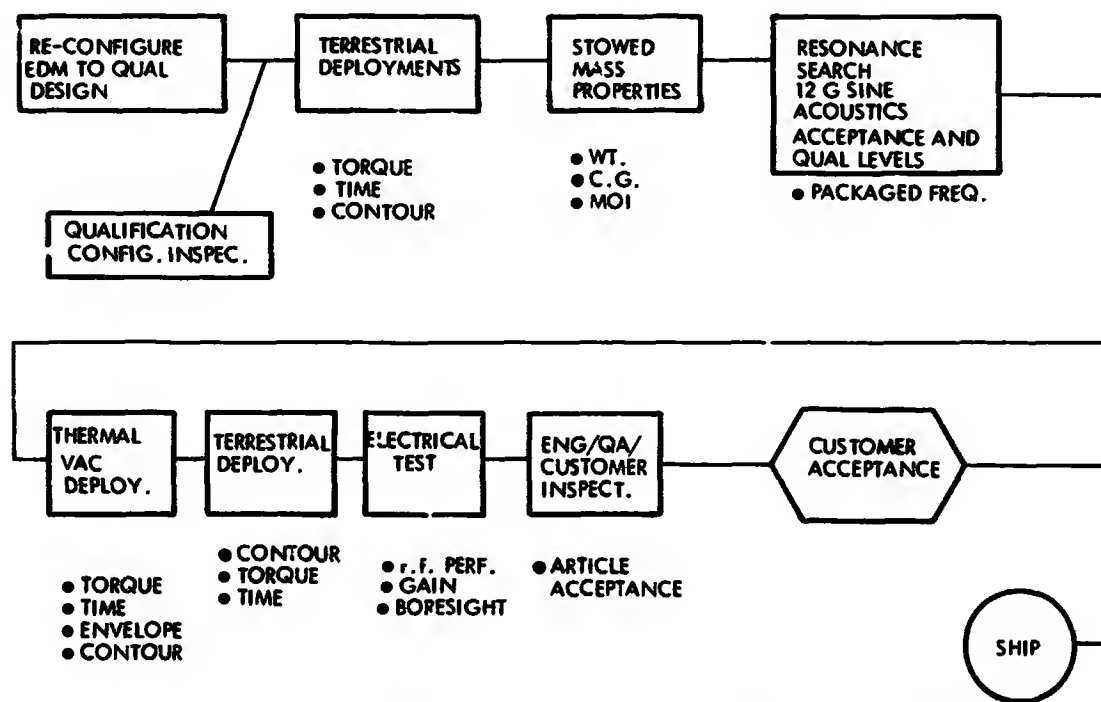 RE-CONFIGURE
EDM TO QUAL
DESIGN
TERRESTRIAL
DEPLOYMENTS
STOWED
MASS
PROPERTIES
RESONANCE
SEARCH
12 G SINE
ACOUSTICS
ACCEPTANCE AND
QUAL LEVELS
● TORQUE
● TIME
● CONTOUR
● WT.
● C.G.
● MOI
● PACKAGED FREQ.
QUALIFICATION
CONFIG. INSPEC.
THERMAL
VAC
DEPLOY.
TERRESTRIAL
DEPLOY.
ELECTRICAL
TEST
ENG/QA/
CUSTOMER
INSPECT.
CUSTOMER
ACCEPTANCE
● TORQUE
● TIME
● ENVELOPE
● CONTOUR
● CONTOUR
● TORQUE
● TIME
● r.f. PERF.
● GAIN
● BORESIGHT
● ARTICLE
ACCEPTANCE
SHIP